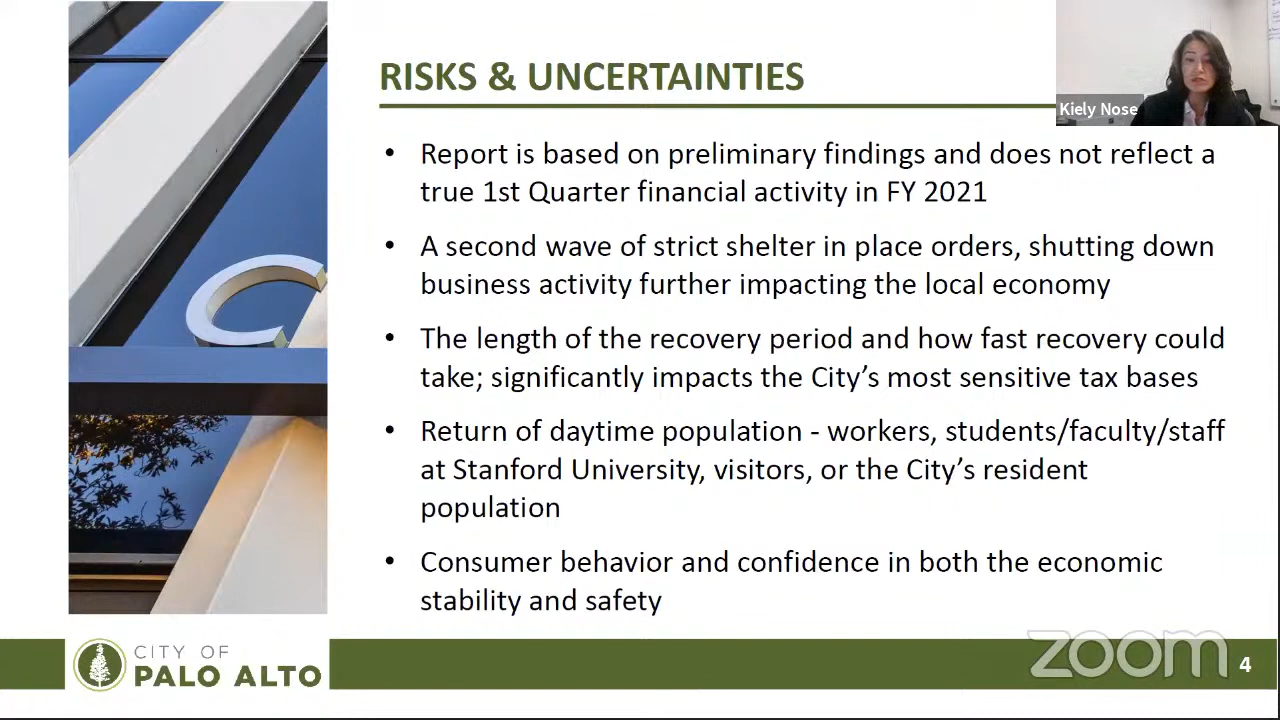 RISKS & UNCERTAINTIES
Kiely Nose
• Report is based on preliminary findings and does not reflect a
true 1st Quarter financial activity in FY 2021
• A second wave of strict shelter in place orders, shutting down
business activity further impacting the local economy
• The length of the recovery period and how fast recovery could
take; significantly impacts the City's most sensitive tax bases
• Return of daytime population - workers, students/faculty/staff
at Stanford University, visitors, or the City's resident
population
• Consumer behavior and confidence in both the economic
stability and safety
CITY OF
PALO ALTO
zoom
4